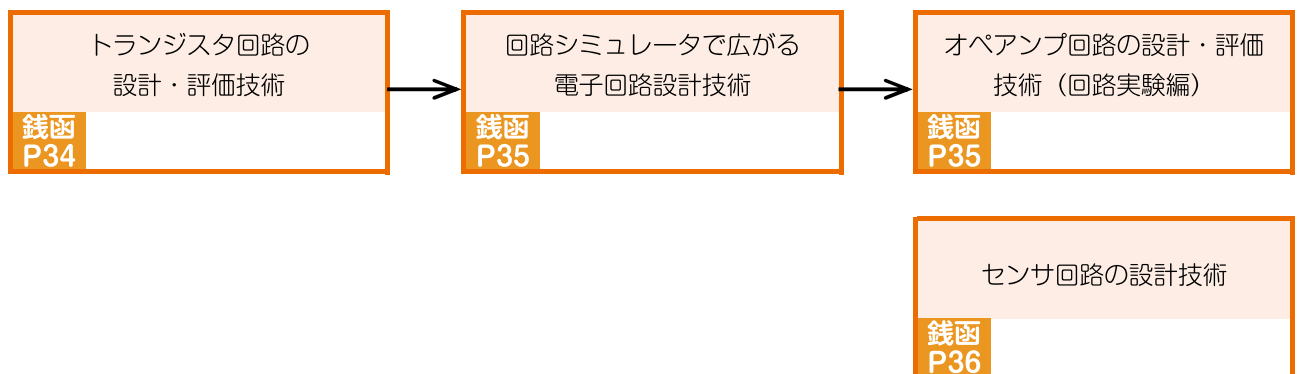 トランジスタ回路の
設計・評価技術
銭函
P34
回路シミュレータで広がる
電子回路設計技術
銭函
P35
オペアンプ回路の設計・評価
技術（回路実験編）
銭函
P35
センサ回路の設計技術
銭函
P36